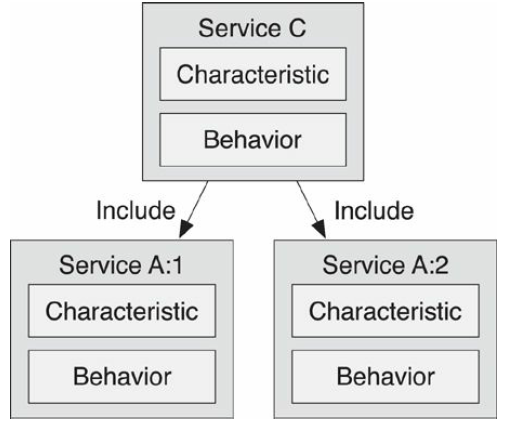 Service C
Characteristic
Behavior
Include
Include
Service A:1
Characteristic
Behavior
Service A:2
Characteristic
Behavior